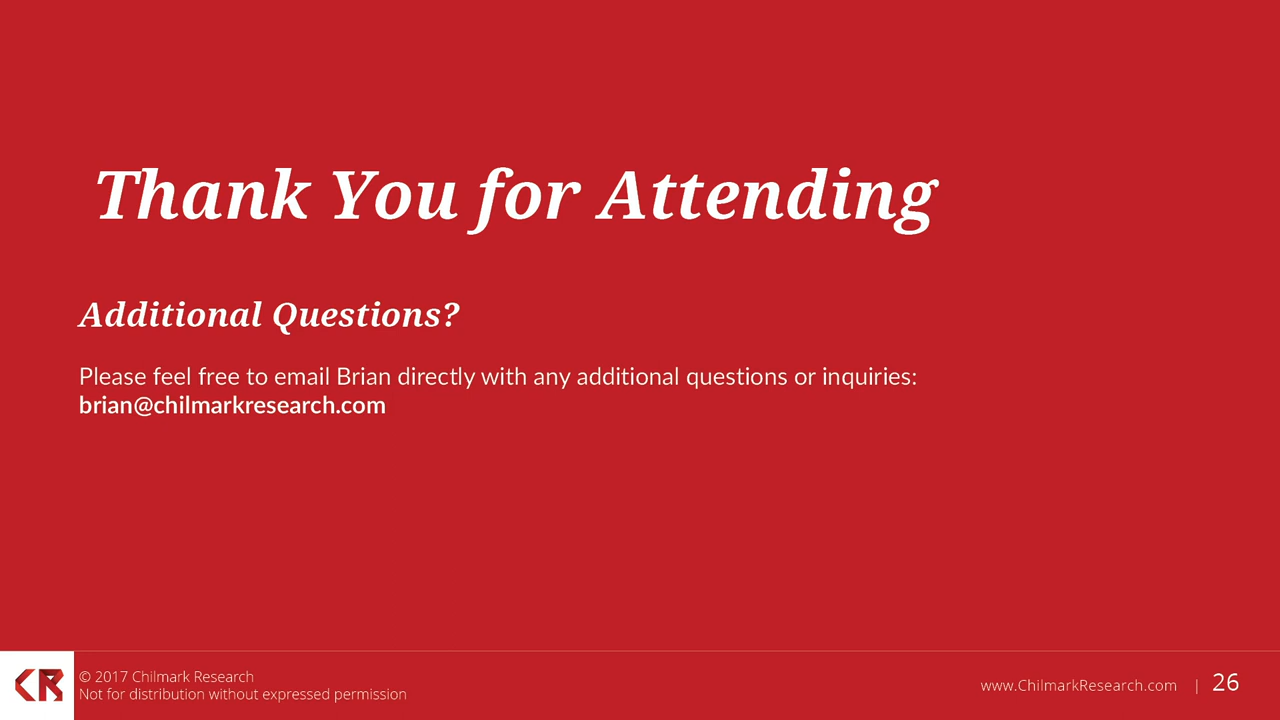 Thank You for Attending
Additional Questions?
Please feel free to email Brian directly with any additional questions or inquiries:
brian@chilmarkresearch.com
CR
© 2017 Chilmark Research
Not for distribution without expressed permission
www.ChilmarkResearch.com | 26